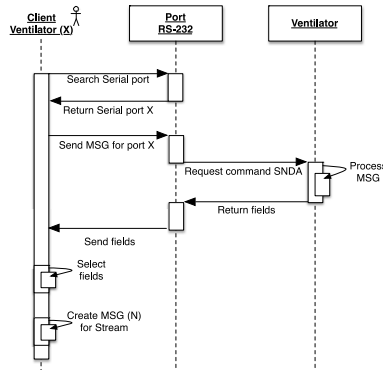 Client
Ventilator (X)
Port
RS-232
Ventilator
Search Serial port
Return Serial port X
Send MSG for port X
Request command SNDA
Process
MSG
Return fields
Send fields
Select
fields
Create MSG (N)
for Stream